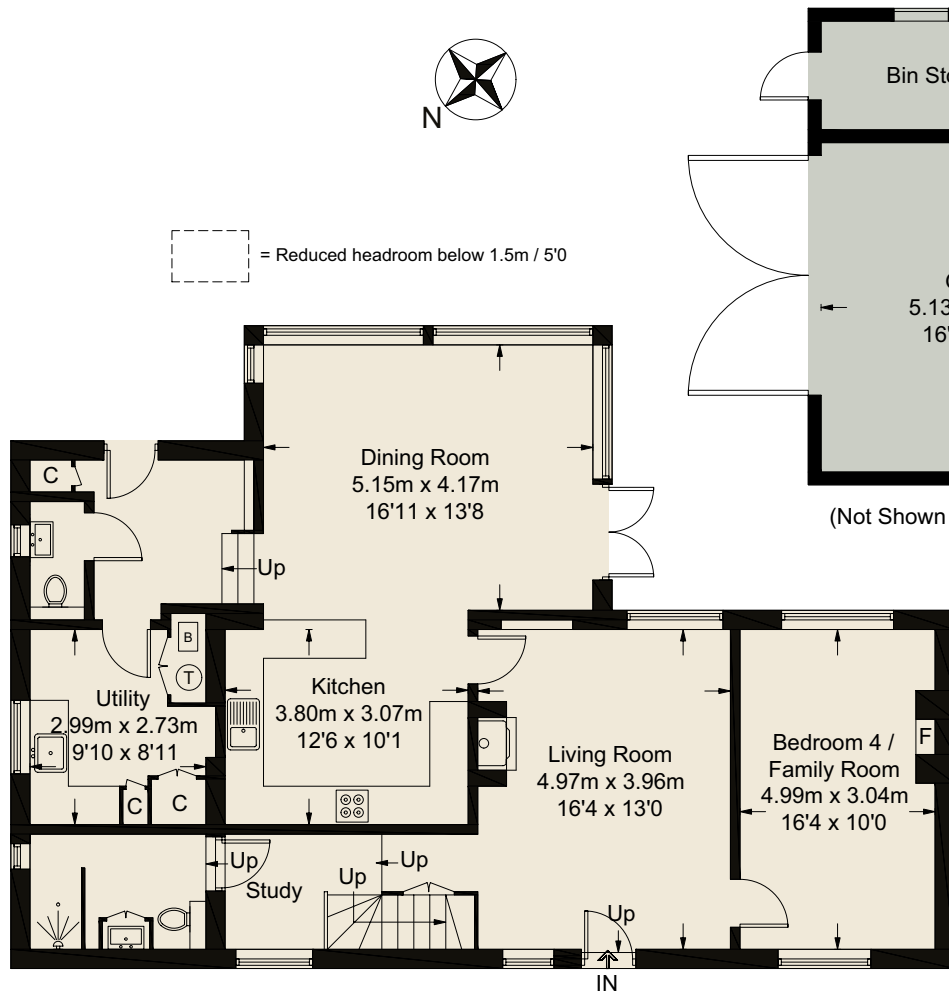 N
Bin
= Reduced headroom below 1.5m / 5'0
5.13
16'
Dining Room
5.15m x 4.17m
16'11 x 13'8
(Not Shown
C
Up
B
T
Utility
2.99m x 2.73m
9'10 x 8'11
Kitchen
3.80m x 3.07m
12'6 x 10'1
Living Room
4.97m x 3.96m
16'4 x 13'0
Bedroom 4 /
Family Room
4.99m x 3.04m
16'4 x 10'0
F
C
C
Up
Study
Up
Up
Up
IN